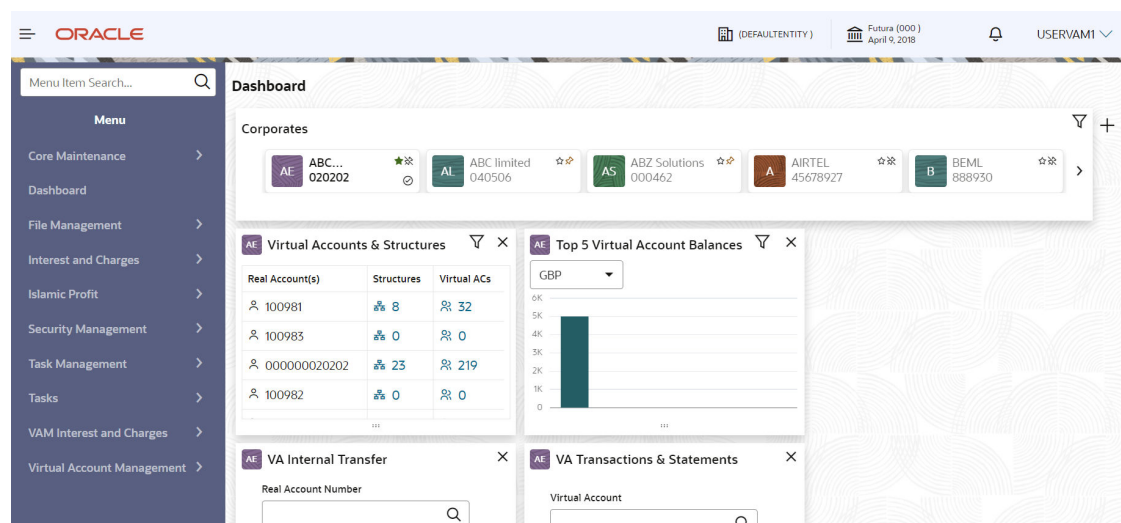 ORACLE
(DEFAULTENTITY )
Futura (000 )
April 9, 2018
USERVAM1
Menu Item Search...
Menu
Core Maintenance
Dashboard
File Management
Interest and Charges
Islamic Profit
Security Management
Task Management
Tasks
VAM Interest and Charges
Virtual Account Management
Dashboard
Corporates
AE
ABC...
020202
AL
ABC limited
040506
AS
ABZ Solutions
000462
A
AIRTEL
45678927
B
BEML
888930
AE Virtual Accounts & Structures
Real Account(s) Structures Virtual ACs
100981 8 32
100983 0 0
000000020202 23 219
100982 0 0
AE Top 5 Virtual Account Balances
GBP
6K
5K
4K
3K
2K
1K
0
AE VA Internal Transfer
Real Account Number
AE VA Transactions & Statements
Virtual Account